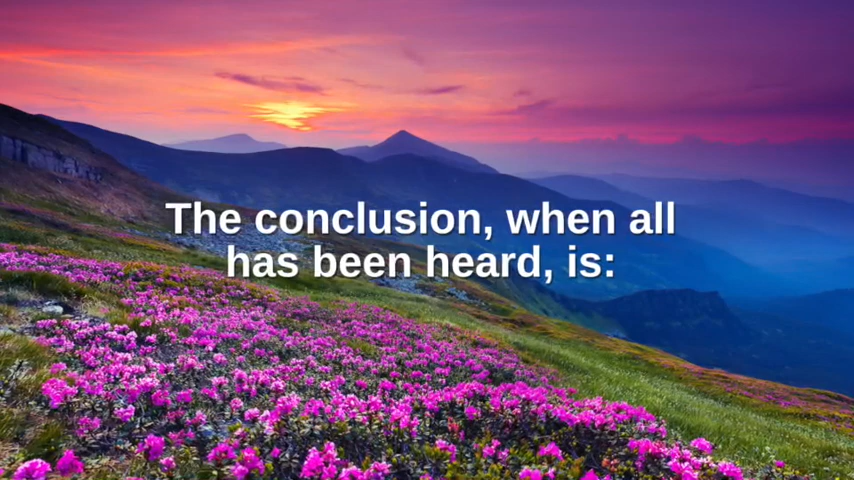 The conclusion, when all
has been heard, is: